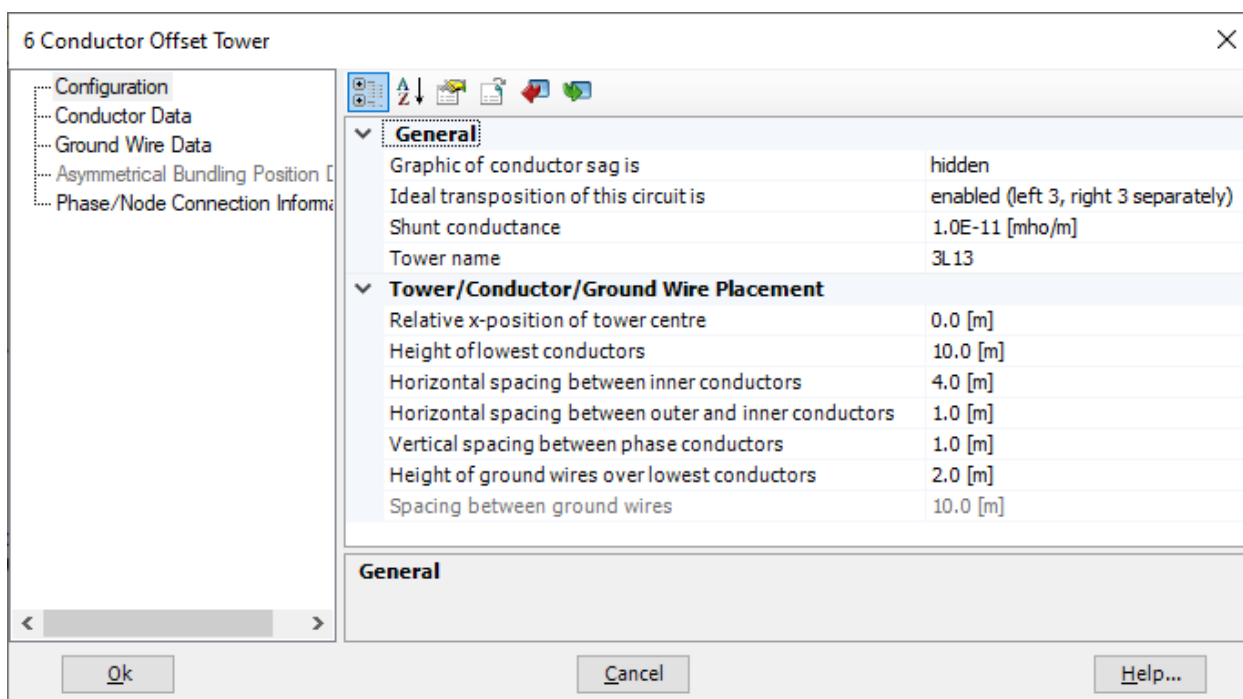 6 Conductor Offset Tower
Configuration
Conductor Data
Ground Wire Data
Asymmetrical Bundling Position
Phase/Node Connection Informa
General
Graphic of conductor sag is hidden
Ideal transposition of this circuit is enabled (left 3, right 3 separately)
Shunt conductance 1.0E-11 [mho/m]
Tower name 3L13
Tower/Conductor/Ground Wire Placement
Relative x-position of tower centre 0.0 [m]
Height of lowest conductors 10.0 [m]
Horizontal spacing between inner conductors 4.0 [m]
Horizontal spacing between outer and inner conductors 1.0 [m]
Vertical spacing between phase conductors 1.0 [m]
Height of ground wires over lowest conductors 2.0 [m]
Spacing between ground wires 10.0 [m]
General
Ok Cancel Help...